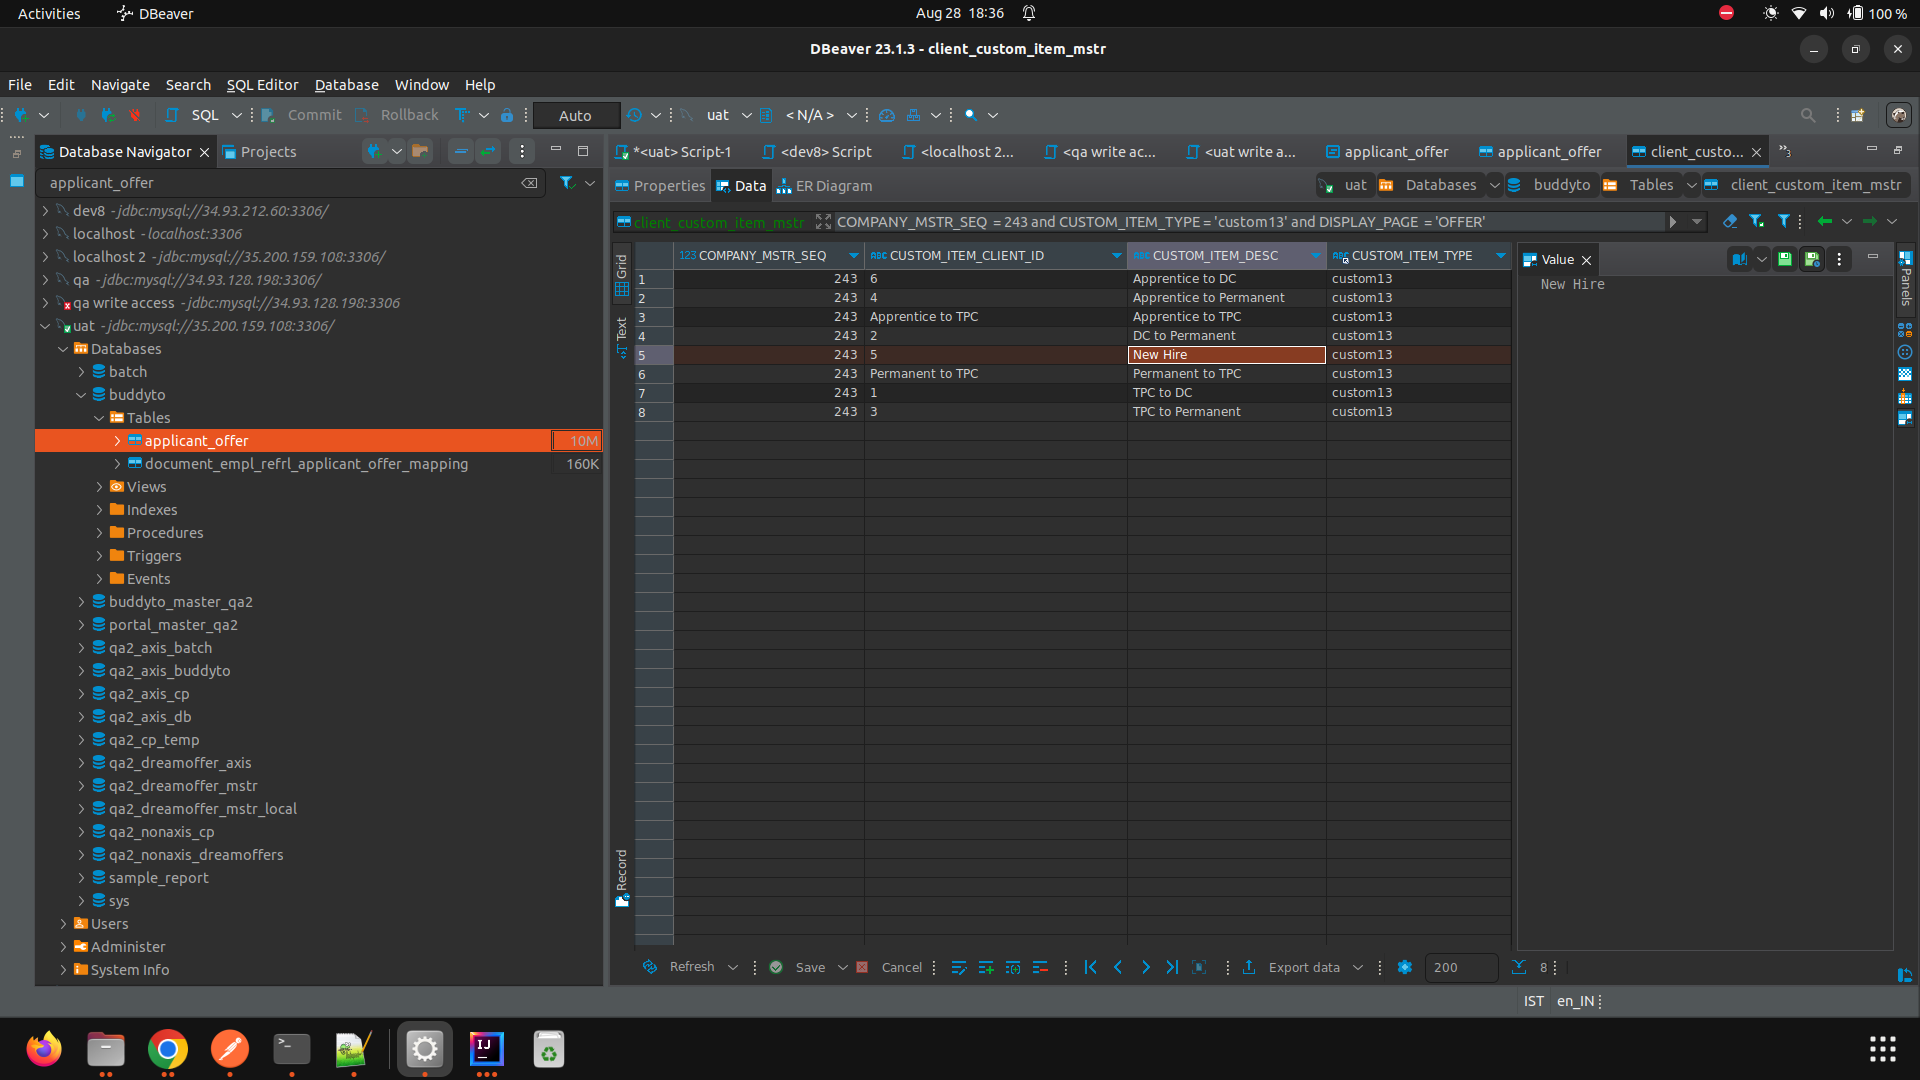 Activities DBeaver Aug 28 18:36 100 %
DBeaver 23.1.3 - client_custom_item_mstr
File Edit Navigate Search SQL Editor Database Window Help
SQL Commit Rollback Auto uat < N/A >
Database Navigator Projects
*<uat> Script-1 <dev8> Script <localhost 2... <qa write ac... <uat write a... applicant_offer applicant_offer client_custo... »3
applicant_offer
Properties Data ER Diagram
uat Databases buddyto Tables client_custom_item_mstr
client_custom_item_mstr COMPANY_MSTR_SEQ = 243 and CUSTOM_ITEM_TYPE = 'custom13' and DISPLAY_PAGE = 'OFFER'
dev8 - jdbc:mysql://34.93.212.60:3306/
localhost - localhost:3306
localhost 2 - jdbc:mysql://35.200.159.108:3306/
qa - jdbc:mysql://34.93.128.198:3306/
qa write access - jdbc:mysql://34.93.128.198:3306
uat - jdbc:mysql://35.200.159.108:3306/
Databases
batch
buddyto
Tables
applicant_offer 10M
document_empl_refrl_applicant_offer_mapping 160K
Views
Indexes
Procedures
Triggers
Events
buddyto_master_qa2
portal_master_qa2
qa2_axis_batch
qa2_axis_buddyto
qa2_axis_cp
qa2_axis_db
qa2_cp_temp
qa2_dreamoffer_axis
qa2_dreamoffer_mstr
qa2_dreamoffer_mstr_local
qa2_nonaxis_cp
qa2_nonaxis_dreamoffers
sample_report
sys
Users
Administer
System Info
Grid
Text
Record
123 COMPANY_MSTR_SEQ ABC CUSTOM_ITEM_CLIENT_ID ABC CUSTOM_ITEM_DESC ABC CUSTOM_ITEM_TYPE
1 243 6 Apprentice to DC custom13
2 243 4 Apprentice to Permanent custom13
3 243 Apprentice to TPC Apprentice to TPC custom13
4 243 2 DC to Permanent custom13
5 243 5 New Hire custom13
6 243 Permanent to TPC Permanent to TPC custom13
7 243 1 TPC to DC custom13
8 243 3 TPC to Permanent custom13
Value
New Hire
Panels
Refresh Save Cancel Export data 200 8
IST en_IN